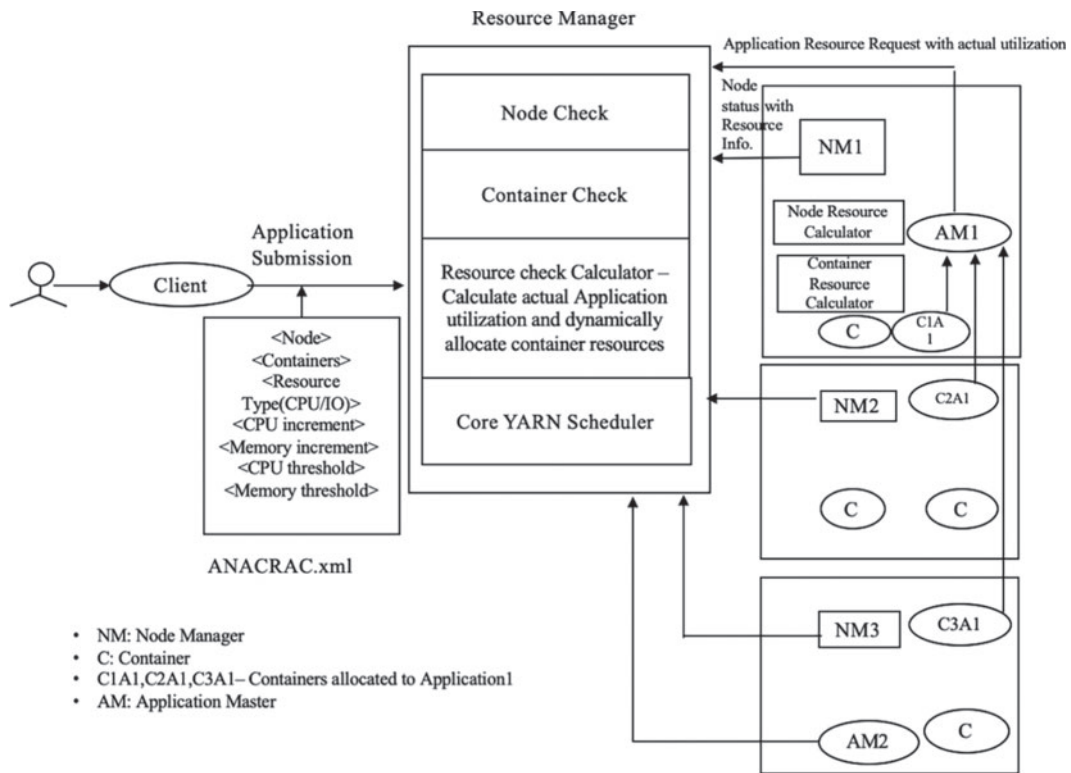 Resource Manager
Application Resource Request with actual utilization
Node
status with
Resource
Info.
Node Check
NM1
Container Check
Node Resource
Calculator
AM1
Application
Submission
Container
Resource
Calculator
Client
Resource check Calculator –
Calculate actual Application
utilization and dynamically
allocate container resources
C
C1A
1
<Node>
<Containers>
<Resource
Type(CPU/IO)>
<CPU increment>
<Memory increment>
<CPU threshold>
<Memory threshold>
Core YARN Scheduler
NM2
C2A1
C
C
ANACRAC.xml
NM3
C3A1
AM2
C
• NM: Node Manager
• C: Container
• C1A1,C2A1,C3A1– Containers allocated to Application1
• AM: Application Master